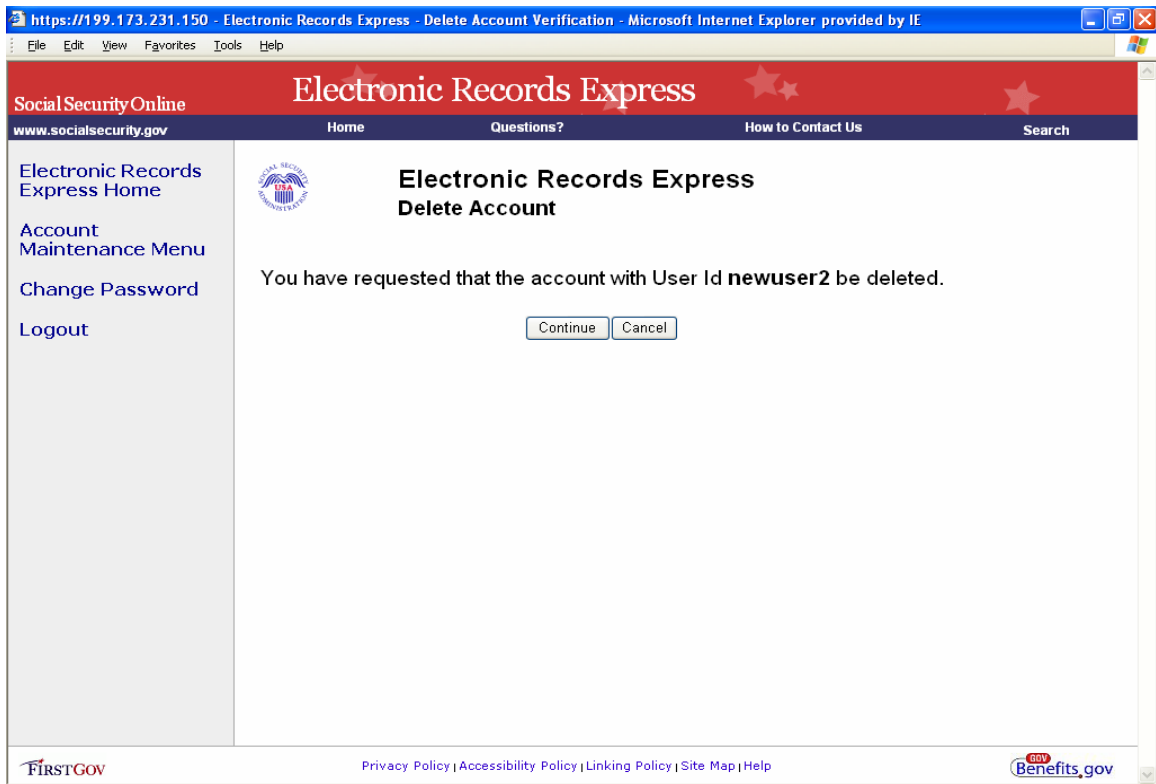 https://199.173.231.150 - Electronic Records Express - Delete Account Verification - Microsoft Internet Explorer provided by IE
File Edit View Favorites Tools Help
Social Security Online
Electronic Records Express
www.socialsecurity.gov
Home Questions? How to Contact Us Search
Electronic Records
Express Home
Account
Maintenance Menu
Change Password
Logout
SOCIAL SECURITY ADMINISTRATION
USA
Electronic Records Express
Delete Account
You have requested that the account with User Id newuser2 be deleted.
Continue Cancel
FIRSTGOV
Privacy Policy | Accessibility Policy | Linking Policy | Site Map | Help
GOV
Benefits.gov